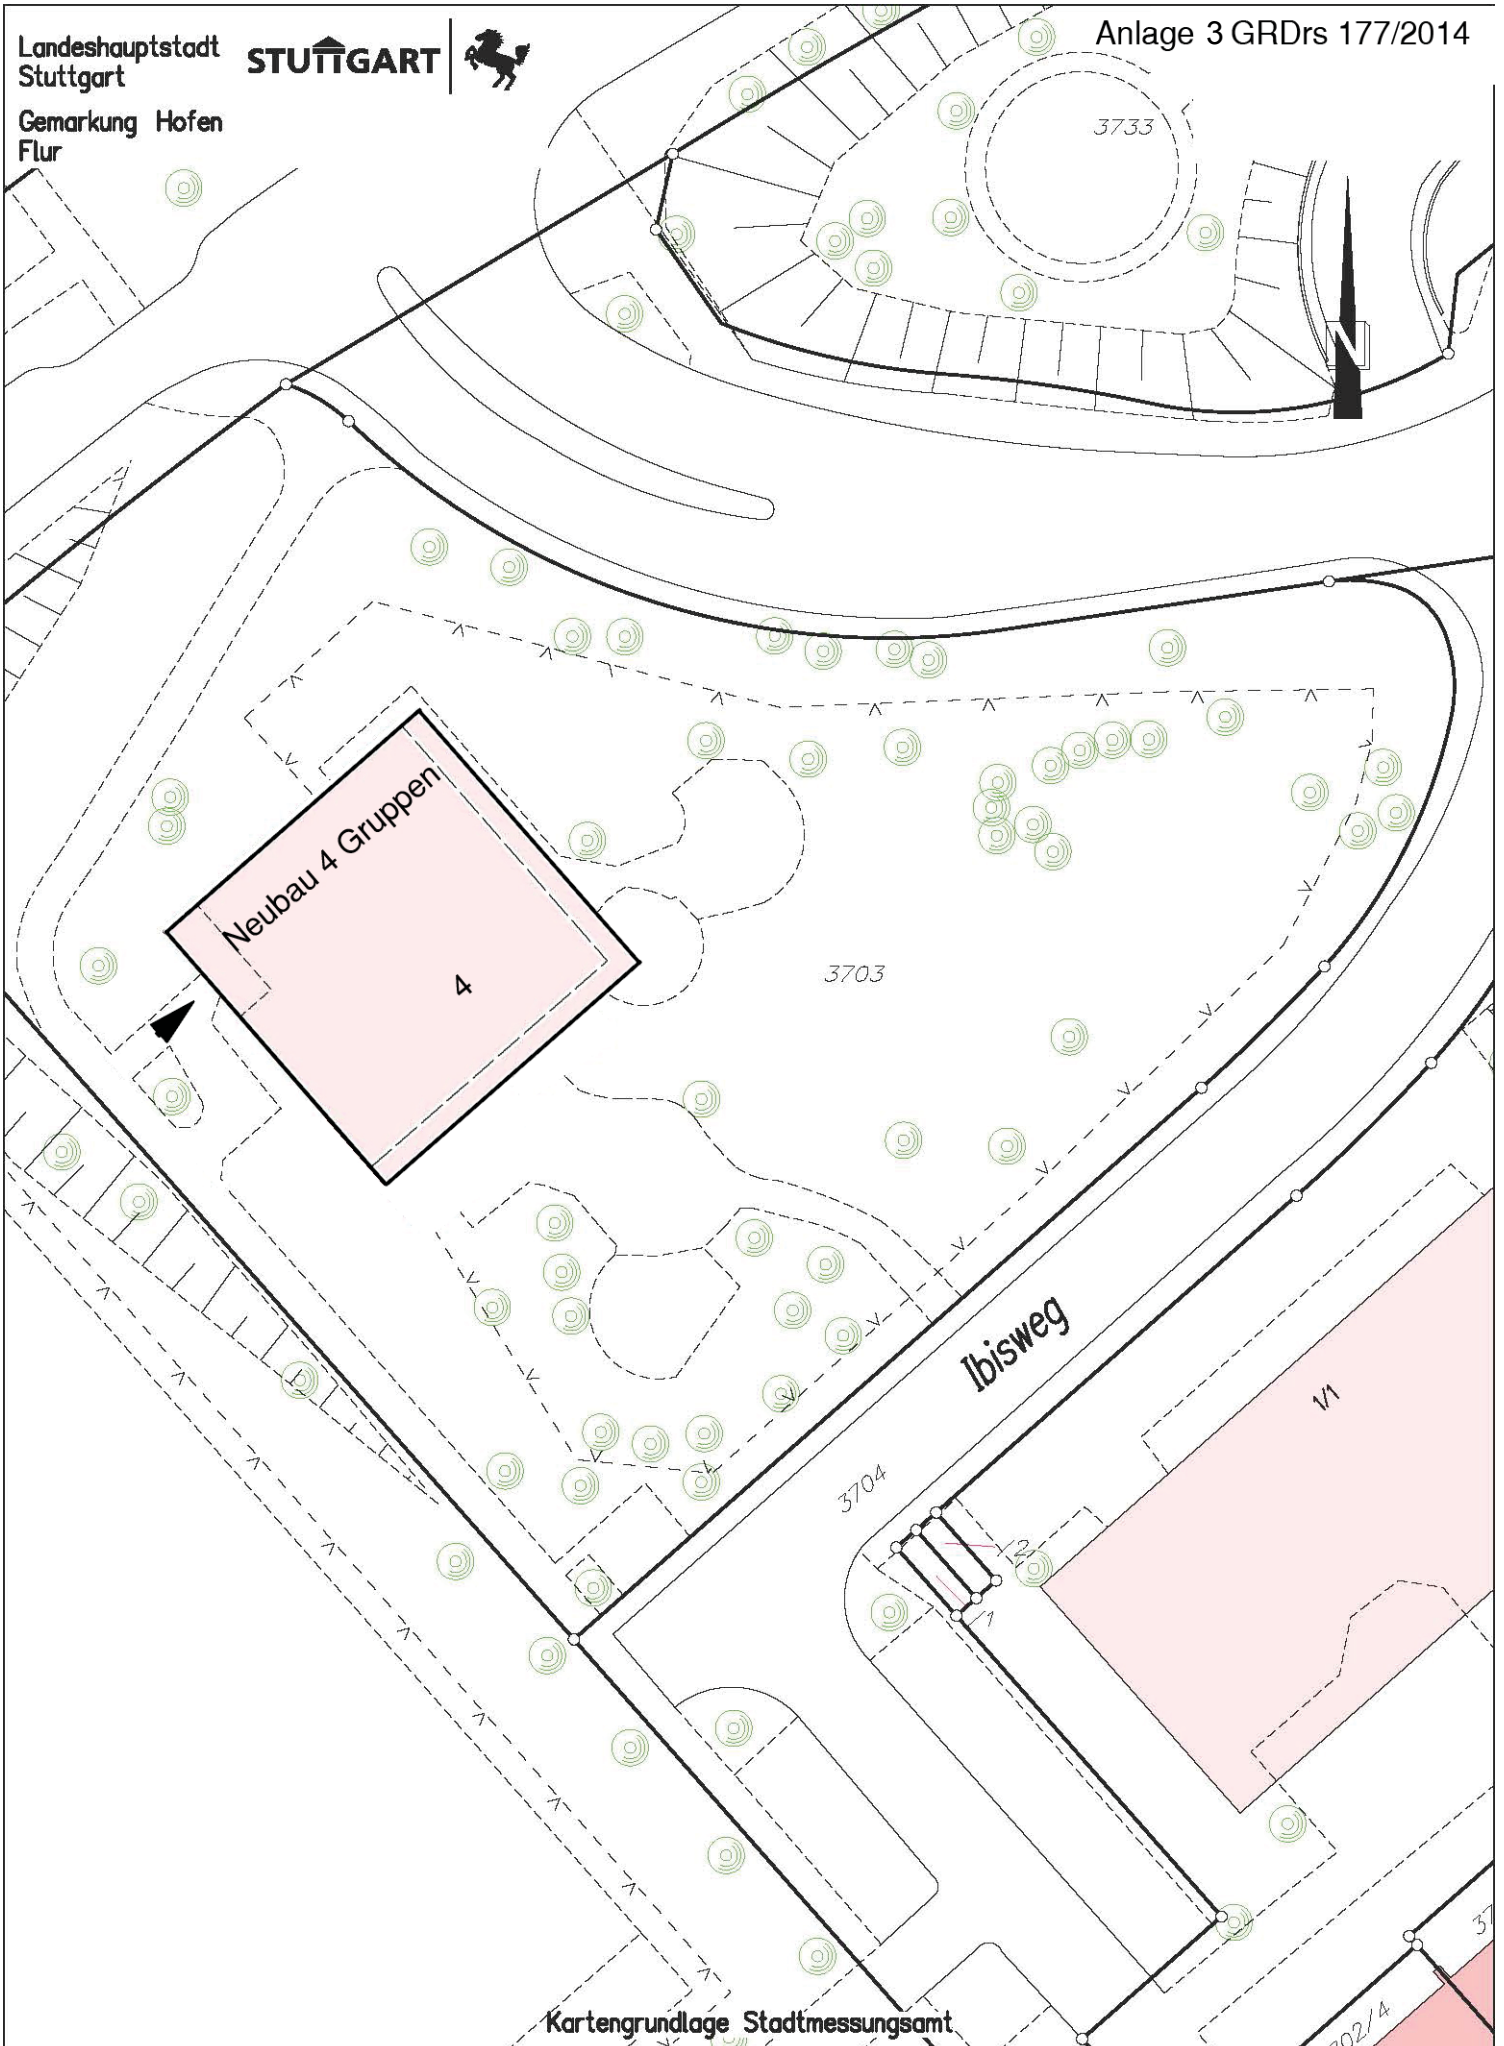 Anlage 3 GRDrs 177/2014
Landeshauptstadt
Stuttgart
STUTTGART
Gemarkung Hofen
Flur
3733
N
Neubau 4 Gruppen
4
3703
Ibisweg
1/1
3704
2
1
Kartengrundlage Stadtmessungsamt